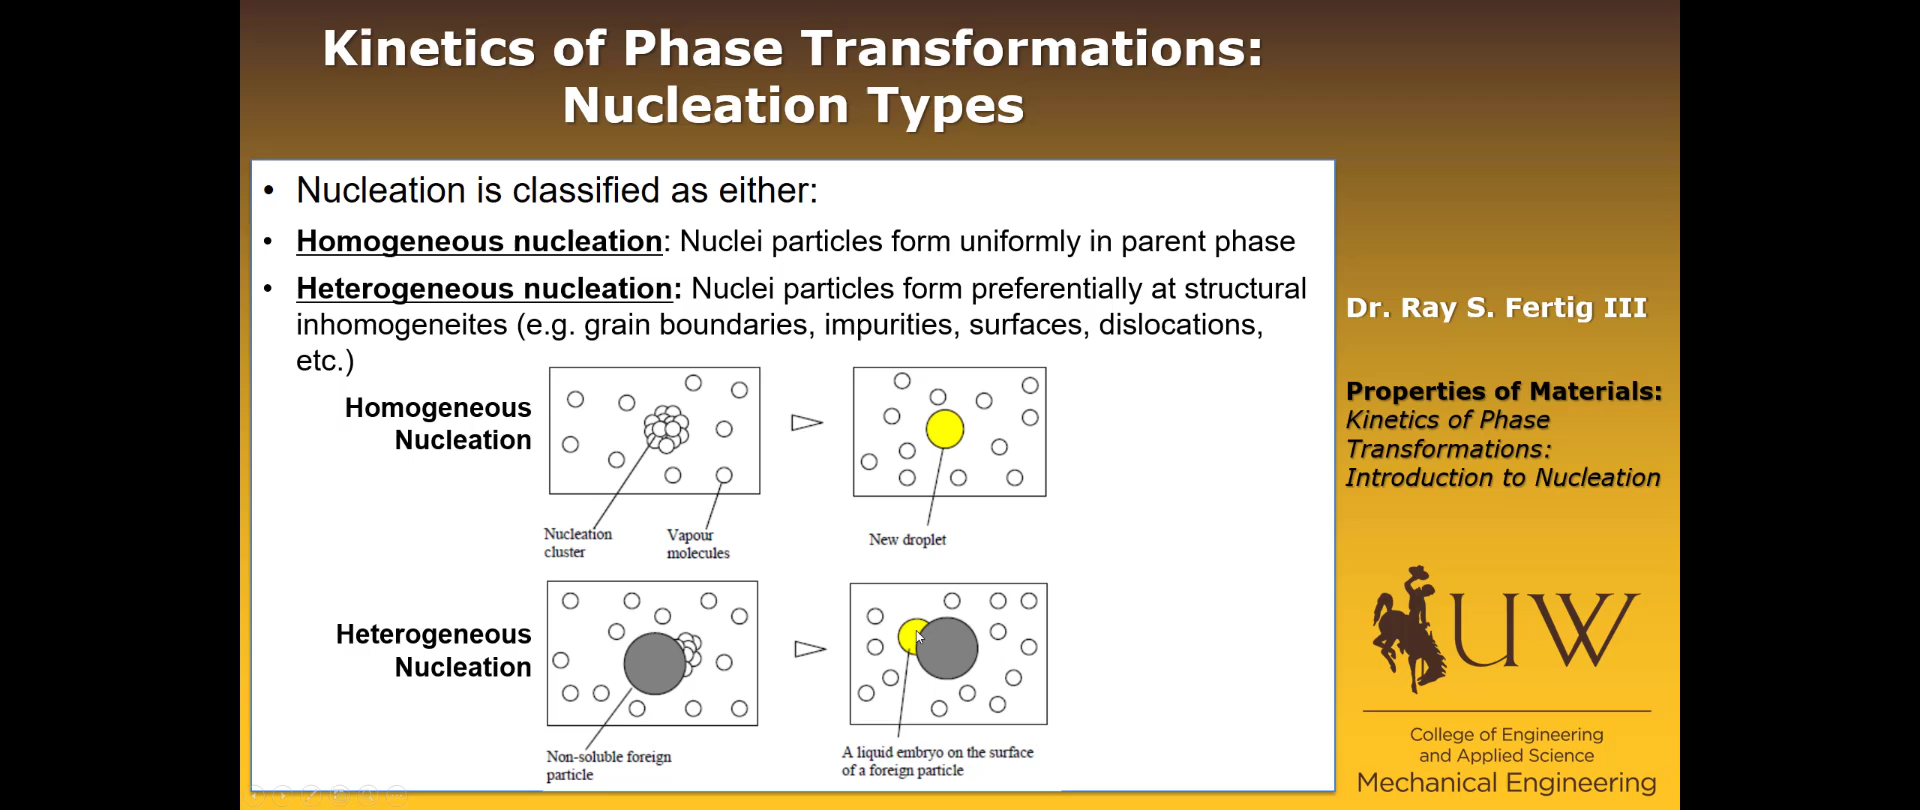 Kinetics of Phase Transformations:
Nucleation Types
• Nucleation is classified as either:
• Homogeneous nucleation: Nuclei particles form uniformly in parent phase
• Heterogeneous nucleation: Nuclei particles form preferentially at structural
inhomogeneites (e.g. grain boundaries, impurities, surfaces, dislocations,
etc.)
Homogeneous
Nucleation
Nucleation
cluster
Vapour
molecules
New droplet
Heterogeneous
Nucleation
Non-soluble foreign
particle
A liquid embryo on the surface
of a foreign particle
Dr. Ray S. Fertig III
Properties of Materials:
Kinetics of Phase
Transformations:
Introduction to Nucleation
UW
College of Engineering
and Applied Science
Mechanical Engineering